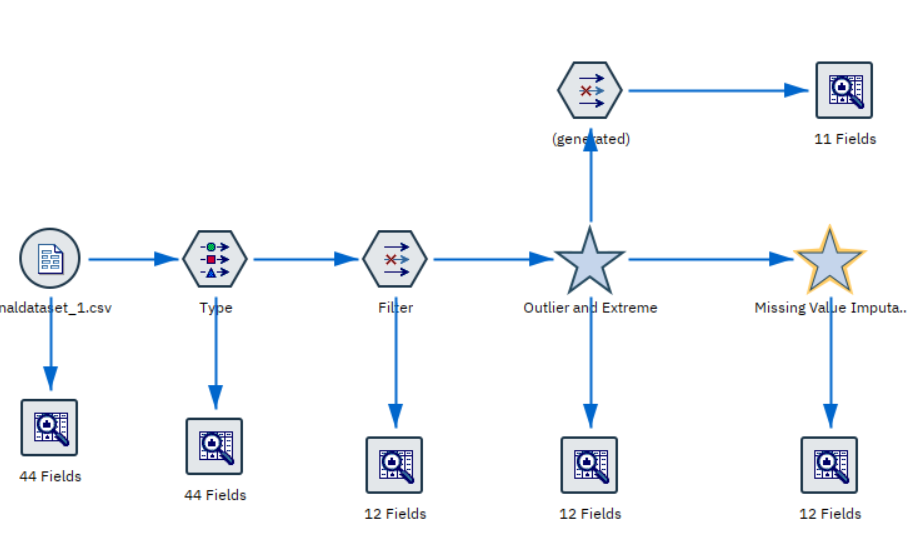 (generated)
11 Fields
naldataset_1.csv
Type
Filter
Outlier and Extreme
Missing Value Imputa...
44 Fields
44 Fields
12 Fields
12 Fields
12 Fields